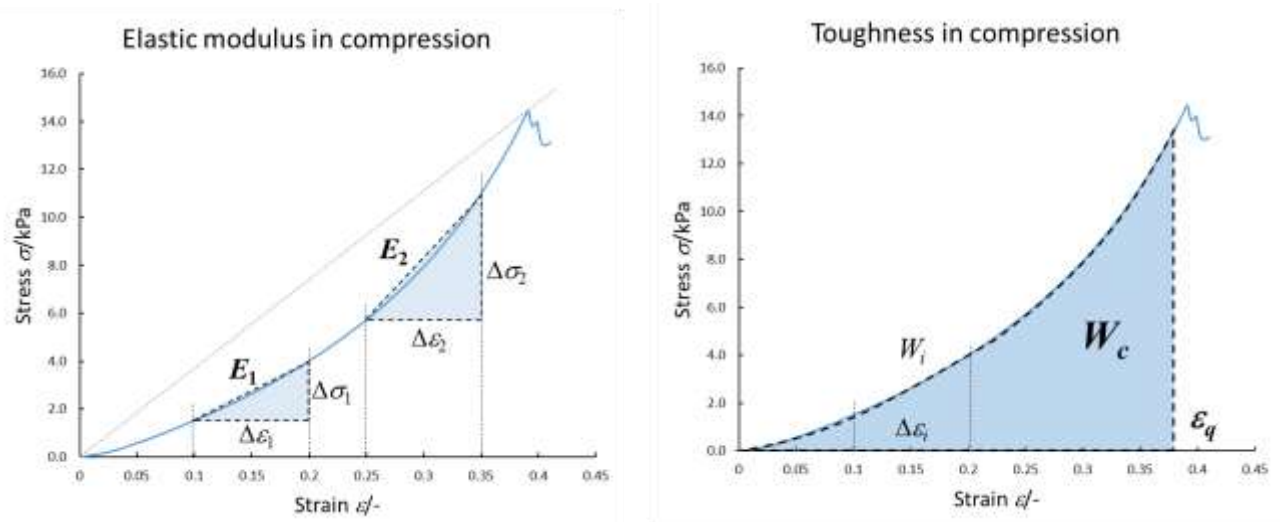 Elastic modulus in compression
16.0
14.0
12.0
10.0
8.0
6.0
4.0
2.0
0.0
Stress σ/kPa
E₁
Δσ₁
Δε₁
E₂
Δσ₂
Δε₂
0 0.05 0.1 0.15 0.2 0.25 0.3 0.35 0.4 0.45
Strain ε/-
Toughness in compression
16.0
14.0
12.0
10.0
8.0
6.0
4.0
2.0
0.0
Stress σ/kPa
Wᵢ
Δεᵢ
W_c
ε_q
0 0.05 0.1 0.15 0.2 0.25 0.3 0.35 0.4 0.45
Strain ε/-